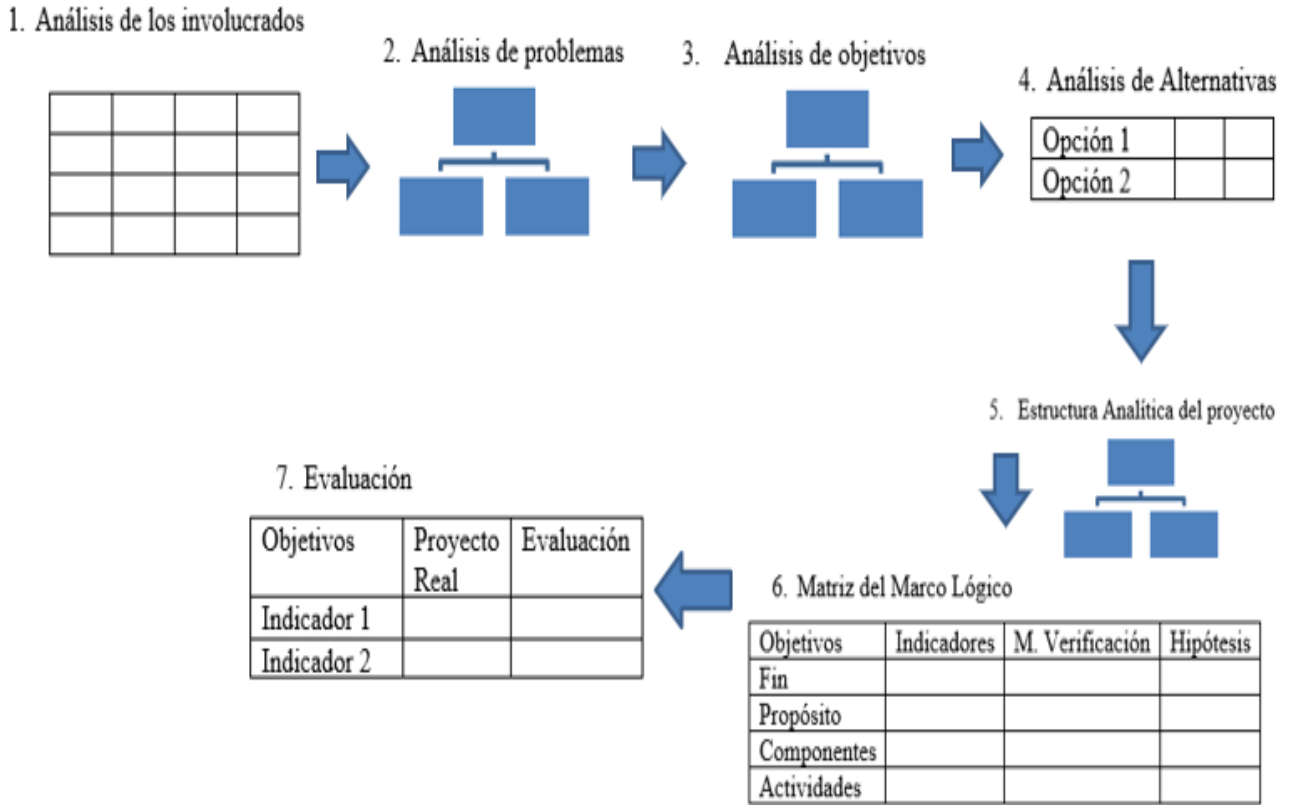 1. Análisis de los involucrados
2. Análisis de problemas
3. Análisis de objetivos
4. Análisis de Alternativas
Opción 1
Opción 2
5. Estructura Analítica del proyecto
6. Matriz del Marco Lógico
Objetivos Indicadores M. Verificación Hipótesis
Fin
Propósito
Componentes
Actividades
7. Evaluación
Objetivos Proyecto Evaluación
Real
Indicador 1
Indicador 2